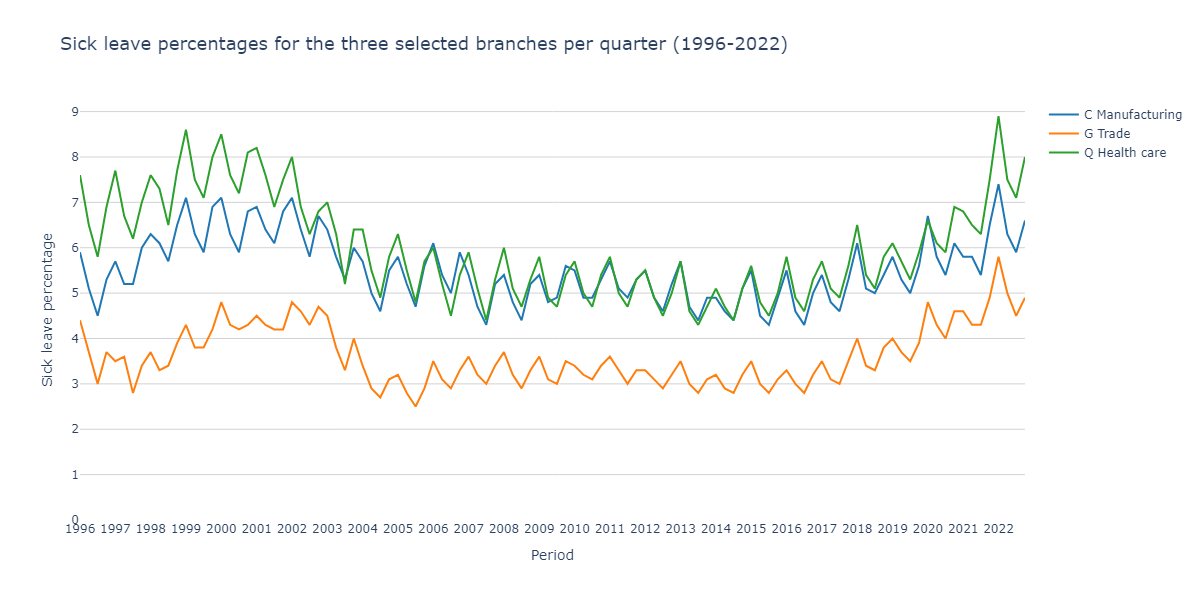 Sick leave percentages for the three selected branches per quarter (1996-2022)
C Manufacturing
G Trade
Q Health care
Sick leave percentage
9
8
7
6
5
4
3
2
1
0
1996 1997 1998 1999 2000 2001 2002 2003 2004 2005 2006 2007 2008 2009 2010 2011 2012 2013 2014 2015 2016 2017 2018 2019 2020 2021 2022
Period